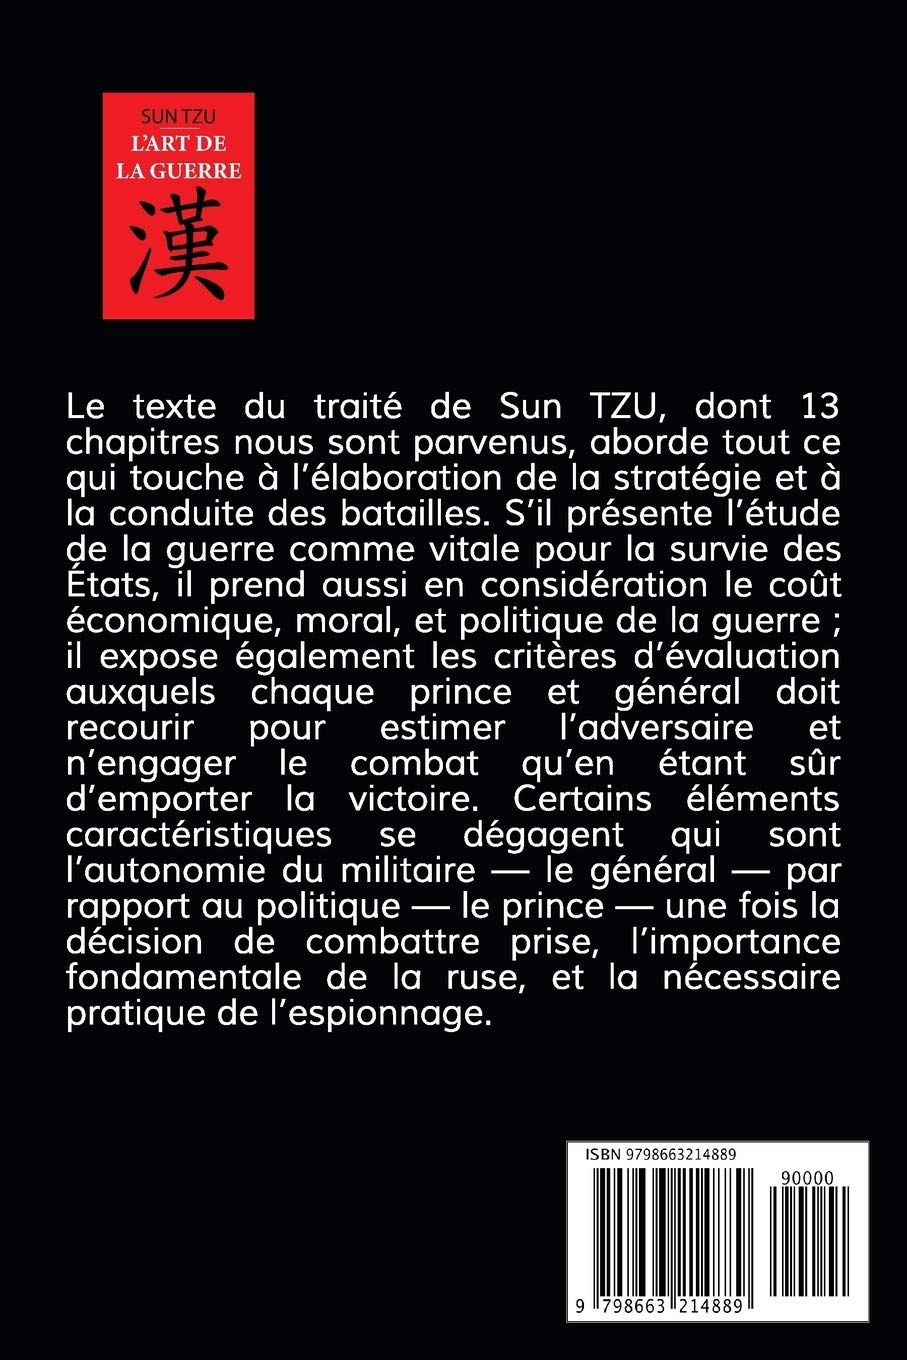 SUN TZU
L’ART DE
LA GUERRE
漢
Le texte du traité de Sun TZU, dont 13
chapitres nous sont parvenus, aborde tout ce
qui touche à l’élaboration de la stratégie et à
la conduite des batailles. S’il présente l’étude
de la guerre comme vitale pour la survie des
États, il prend aussi en considération le coût
économique, moral, et politique de la guerre ;
il expose également les critères d’évaluation
auxquels chaque prince et général doit
recourir pour estimer l’adversaire et
n’engager le combat qu’en étant sûr
d’emporter la victoire. Certains éléments
caractéristiques se dégagent qui sont
l’autonomie du militaire — le général — par
rapport au politique — le prince — une fois la
décision de combattre prise, l’importance
fondamentale de la ruse, et la nécessaire
pratique de l’espionnage.
ISBN 9798663214889
90000
9 798663 214889